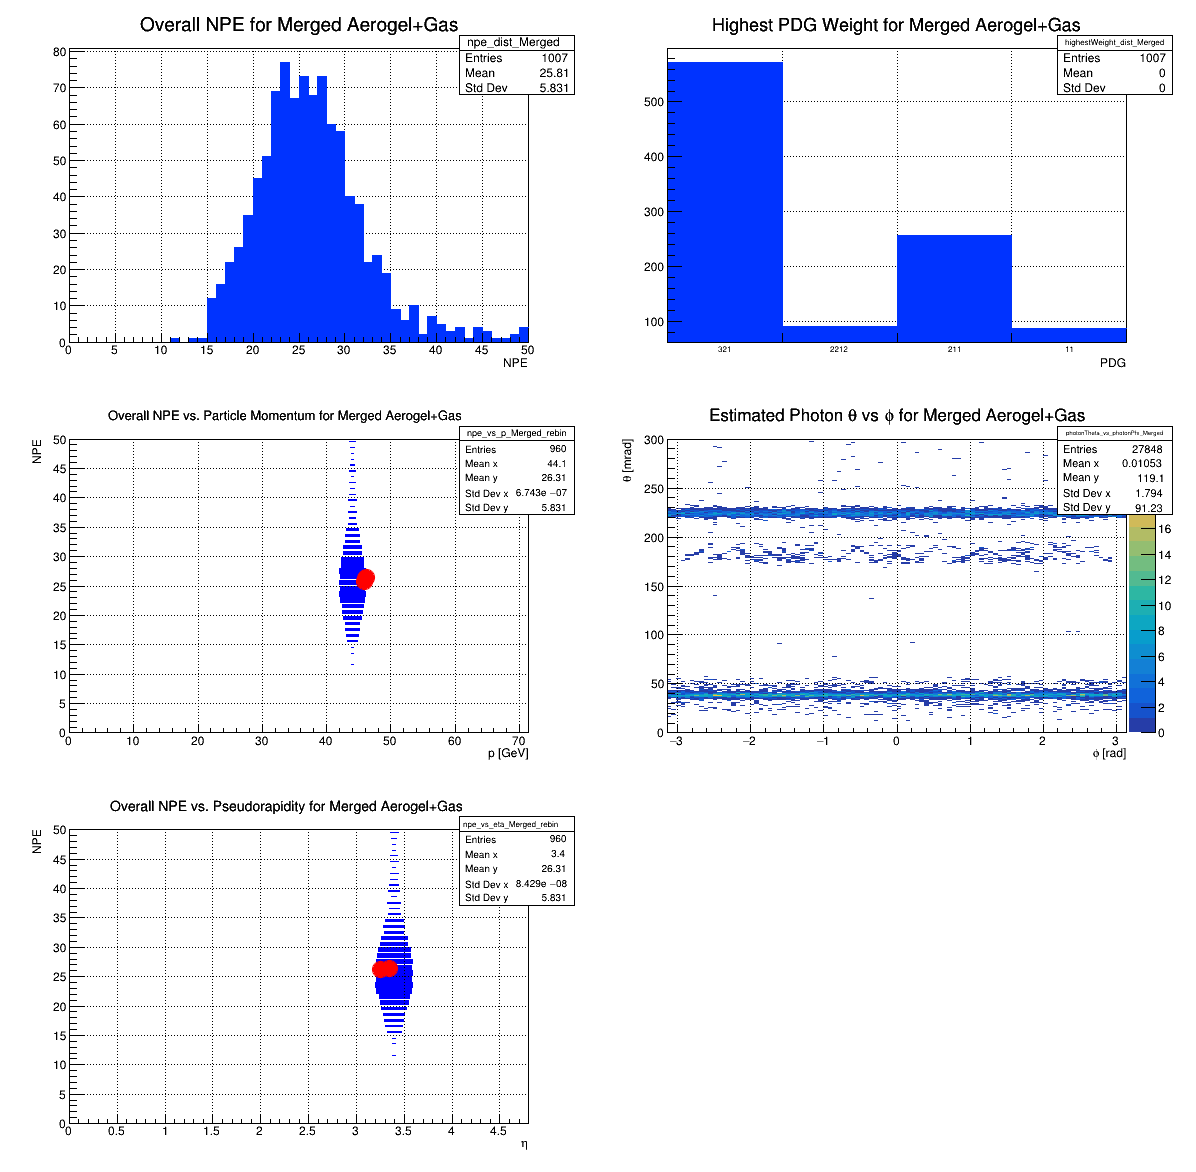 Overall NPE for Merged Aerogel+Gas
npe_dist_Merged
Entries 1007
Mean 25.81
Std Dev 5.831
80
70
60
50
40
30
20
10
0
0 5 10 15 20 25 30 35 40 45 50
NPE
Highest PDG Weight for Merged Aerogel+Gas
highestWeight_dist_Merged
Entries 1007
Mean 0
Std Dev 0
500
400
300
200
100
321 2212 211 11
PDG
Overall NPE vs. Particle Momentum for Merged Aerogel+Gas
npe_vs_p_Merged_rebin
Entries 960
Mean x 44.1
Mean y 26.31
Std Dev x 6.743e −07
Std Dev y 5.831
NPE
50
45
40
35
30
25
20
15
10
5
0
0 10 20 30 40 50 60 70
p [GeV]
Estimated Photon θ vs ϕ for Merged Aerogel+Gas
photonTheta_vs_photonPhi_Merged
Entries 27848
Mean x 0.01053
Mean y 119.1
Std Dev x 1.794
Std Dev y 91.23
θ [mrad]
300
250
200
150
100
50
0
−3 −2 −1 0 1 2 3
ϕ [rad]
16
14
12
10
8
6
4
2
0
Overall NPE vs. Pseudorapidity for Merged Aerogel+Gas
npe_vs_eta_Merged_rebin
Entries 960
Mean x 3.4
Mean y 26.31
Std Dev x 8.429e −08
Std Dev y 5.831
NPE
50
45
40
35
30
25
20
15
10
5
0
0 0.5 1 1.5 2 2.5 3 3.5 4 4.5
η